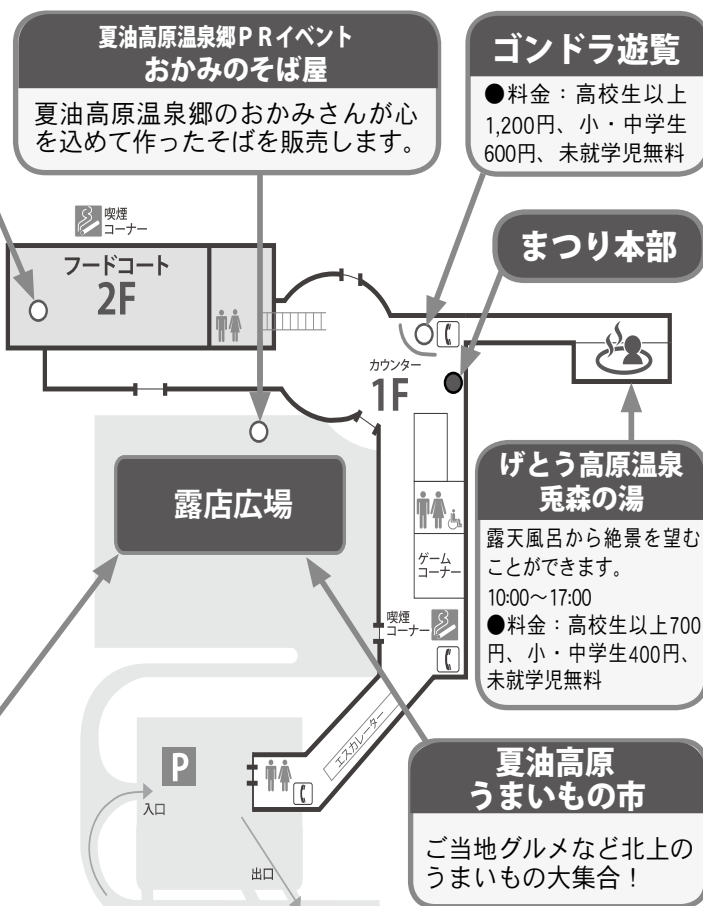 夏油高原温泉郷ＰＲイベント
おかみのそば屋
夏油高原温泉郷のおかみさんが心
を込めて作ったそばを販売します。
ゴンドラ遊覧
●料金：高校生以上
1,200円、小・中学生
600円、未就学児無料
喫煙
コーナー
フードコート
2F
まつり本部
カウンター
1F
露店広場
げとう高原温泉
兎森の湯
露天風呂から絶景を望む
ことができます。
10:00〜17:00
●料金：高校生以上700
円、小・中学生400円、
未就学児無料
ゲーム
コーナー
喫煙
コーナー
エスカレーター
P
入口
出口
夏油高原
うまいもの市
ご当地グルメなど北上の
うまいもの大集合！